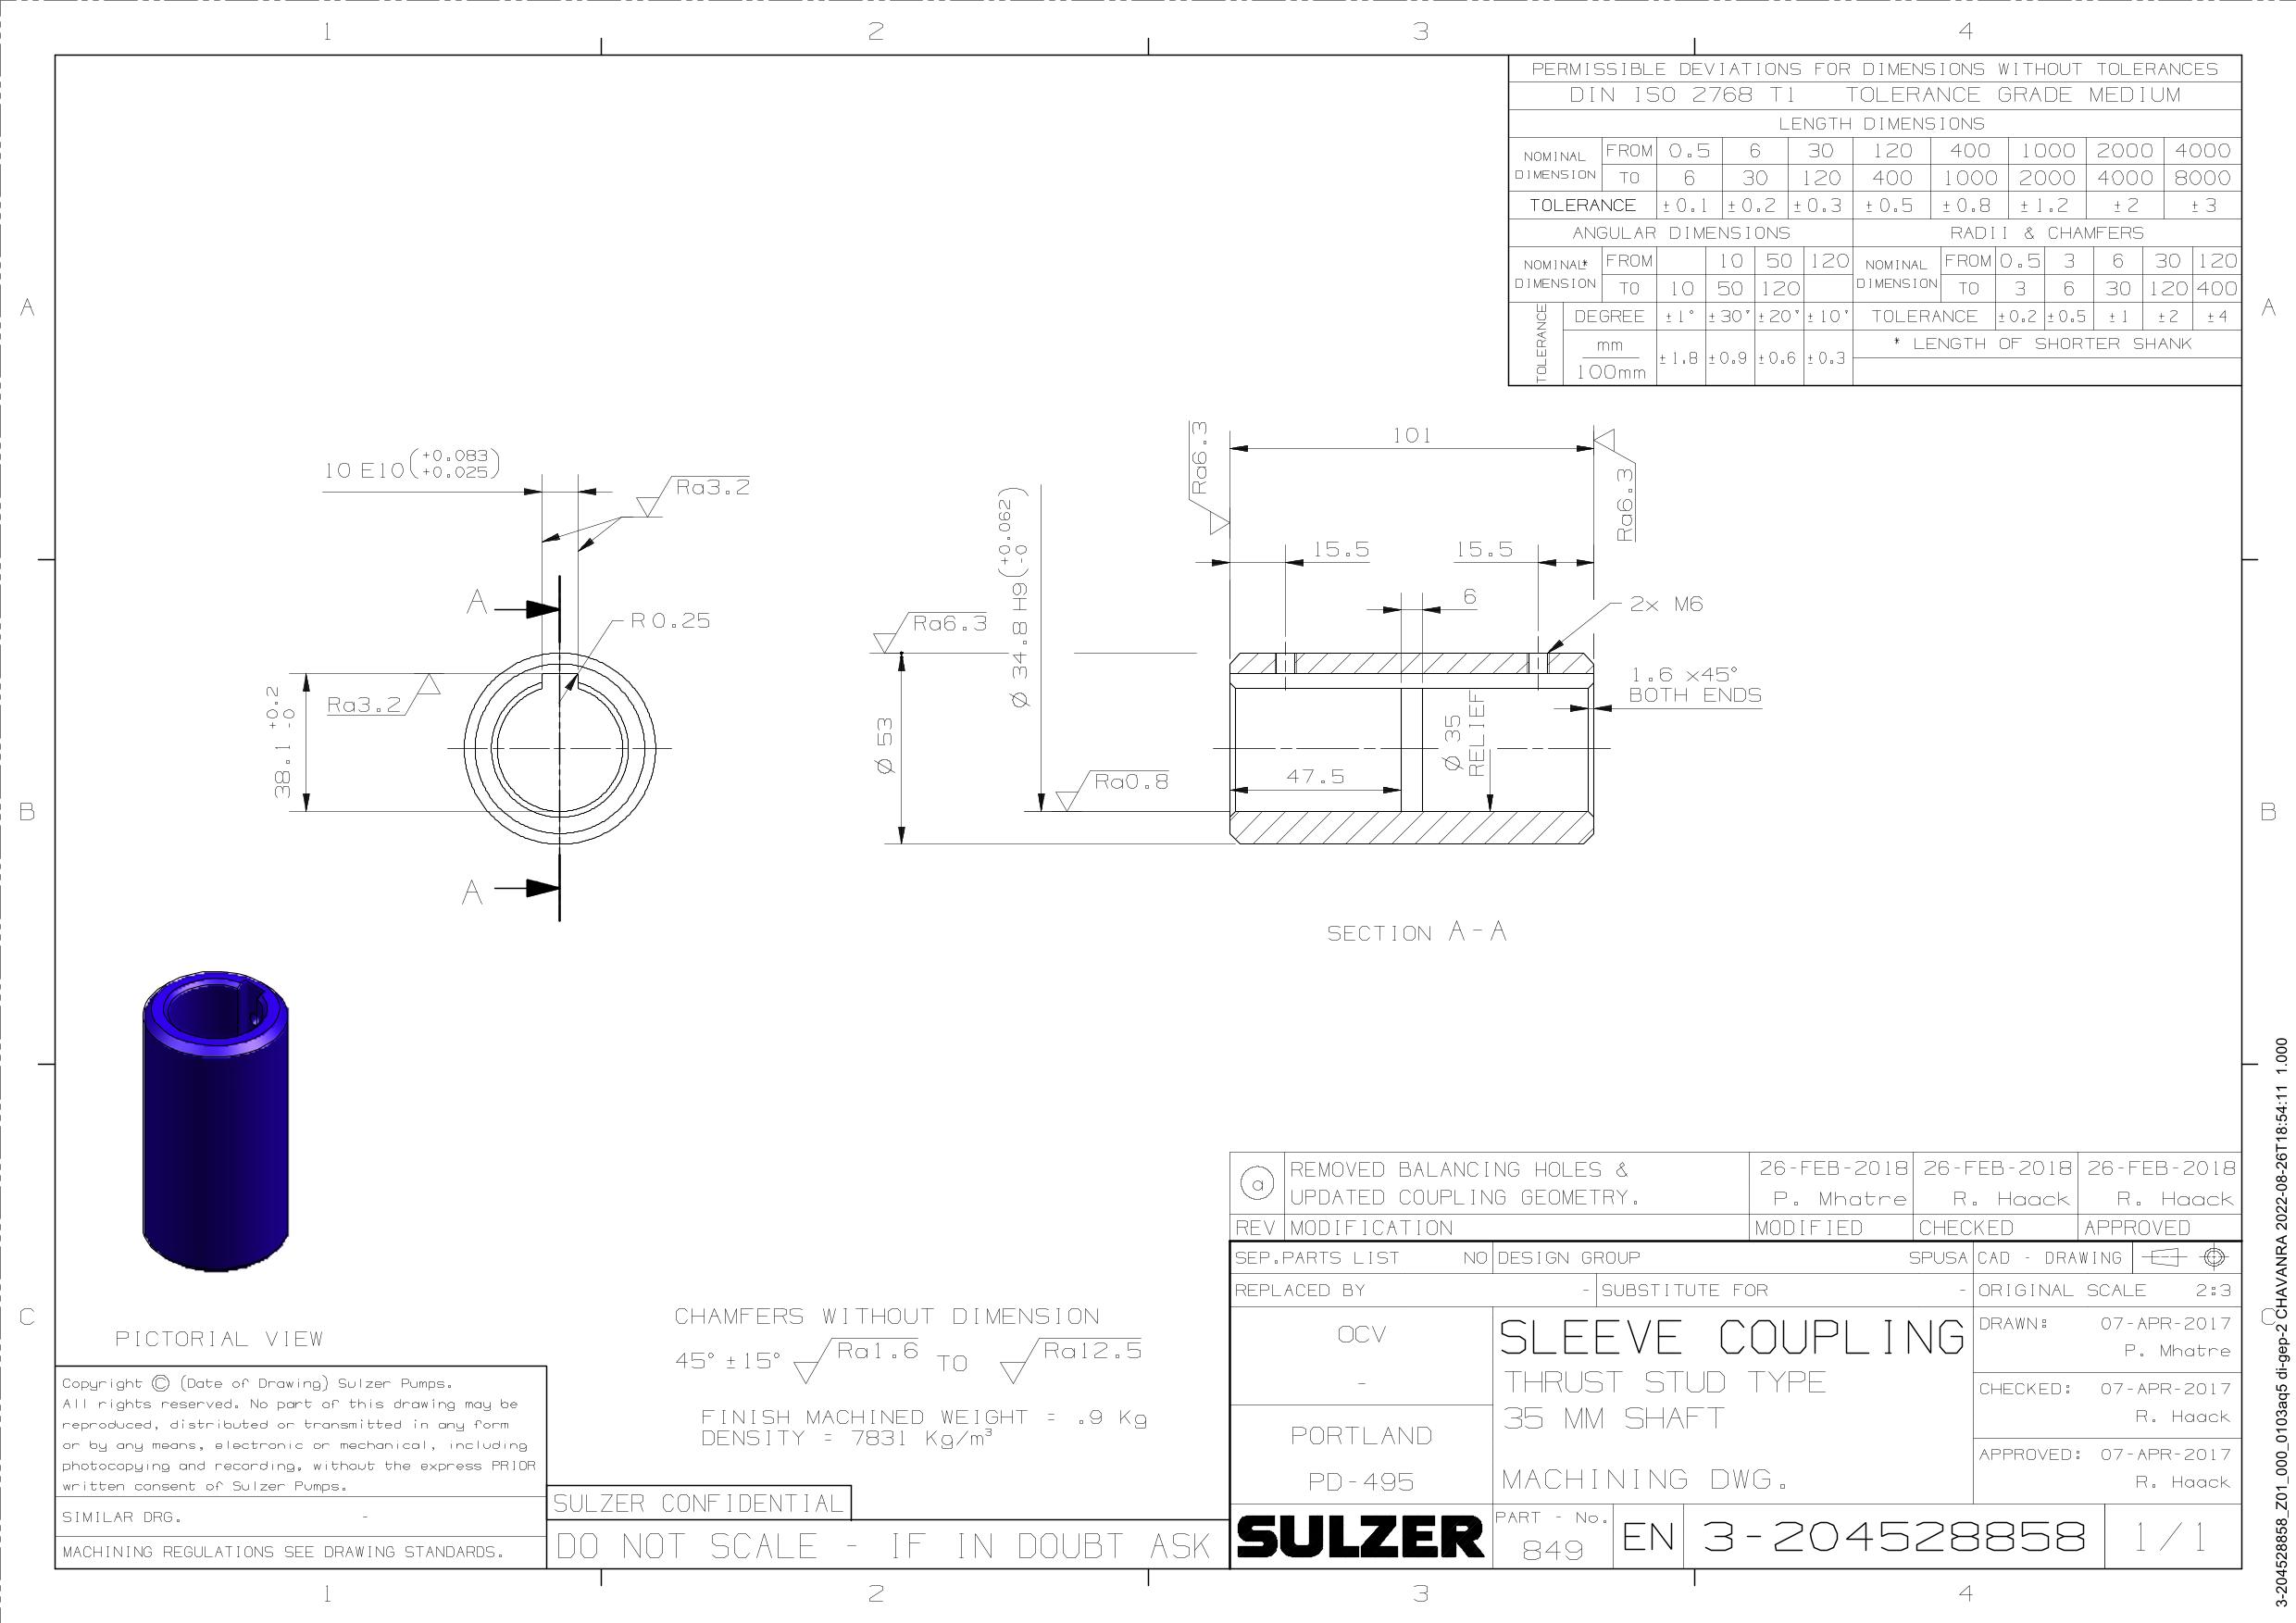 1 2 3 4
PERMISSIBLE DEVIATIONS FOR DIMENSIONS WITHOUT TOLERANCES
DIN ISO 2768 T1 TOLERANCE GRADE MEDIUM
LENGTH DIMENSIONS
NOMINAL DIMENSION FROM 0.5 6 30 120 400 1000 2000 4000
TO 6 30 120 400 1000 2000 4000 8000
TOLERANCE ±0.1 ±0.2 ±0.3 ±0.5 ±0.8 ±1.2 ±2 ±3
ANGULAR DIMENSIONS RADII & CHAMFERS
NOMINAL* DIMENSION FROM 10 50 120 NOMINAL DIMENSION FROM 0.5 3 6 30 120
TO 10 50 120 TO 3 6 30 120 400
TOLERANCE DEGREE ±1° ±30' ±20' ±10' TOLERANCE ±0.2 ±0.5 ±1 ±2 ±4
mm
100mm
±1.8 ±0.9 ±0.6 ±0.3
* LENGTH OF SHORTER SHANK
A A
B B
C C
10 E10(+0.083 +0.025)
Ra3.2
A
R 0.25
Ra3.2
38.1 +0.2 -0
A
Ra6.3
101
Ra6.3
15.5
15.5
Ø 34.8 H9(+0.062 -0)
6
2x M6
Ra6.3
1.6 x45°
BOTH ENDS
Ø 53
Ø 35
RELIEF
47.5
Ra0.8
SECTION A-A
PICTORIAL VIEW
CHAMFERS WITHOUT DIMENSION
45° ±15° Ra1.6 TO Ra12.5
FINISH MACHINED WEIGHT = .9 Kg
DENSITY = 7831 Kg/m³
Copyright © (Date of Drawing) Sulzer Pumps.
All rights reserved. No part of this drawing may be
reproduced, distributed or transmitted in any form
or by any means, electronic or mechanical, including
photocopying and recording, without the express PRIOR
written consent of Sulzer Pumps.
SIMILAR DRG. -
MACHINING REGULATIONS SEE DRAWING STANDARDS.
SULZER CONFIDENTIAL
DO NOT SCALE - IF IN DOUBT ASK
a REMOVED BALANCING HOLES & 26-FEB-2018 26-FEB-2018 26-FEB-2018
UPDATED COUPLING GEOMETRY. P. Mhatre R. Haack R. Haack
REV MODIFICATION MODIFIED CHECKED APPROVED
SEP.PARTS LIST NO DESIGN GROUP SPUSA CAD - DRAWING
REPLACED BY - SUBSTITUTE FOR - ORIGINAL SCALE 2:3
OCV
-
PORTLAND
PD-495
SLEEVE COUPLING
THRUST STUD TYPE
35 MM SHAFT
MACHINING DWG.
DRAWN: 07-APR-2017
P. Mhatre
CHECKED: 07-APR-2017
R. Haack
APPROVED: 07-APR-2017
R. Haack
SULZER
PART - No.
849
EN 3-204528858 1/1
1 2 3 4
3-204528858_Z01_000_0103aq5 di-gep-2 CHAVANRA 2022-08-26T18:54:11 1.000